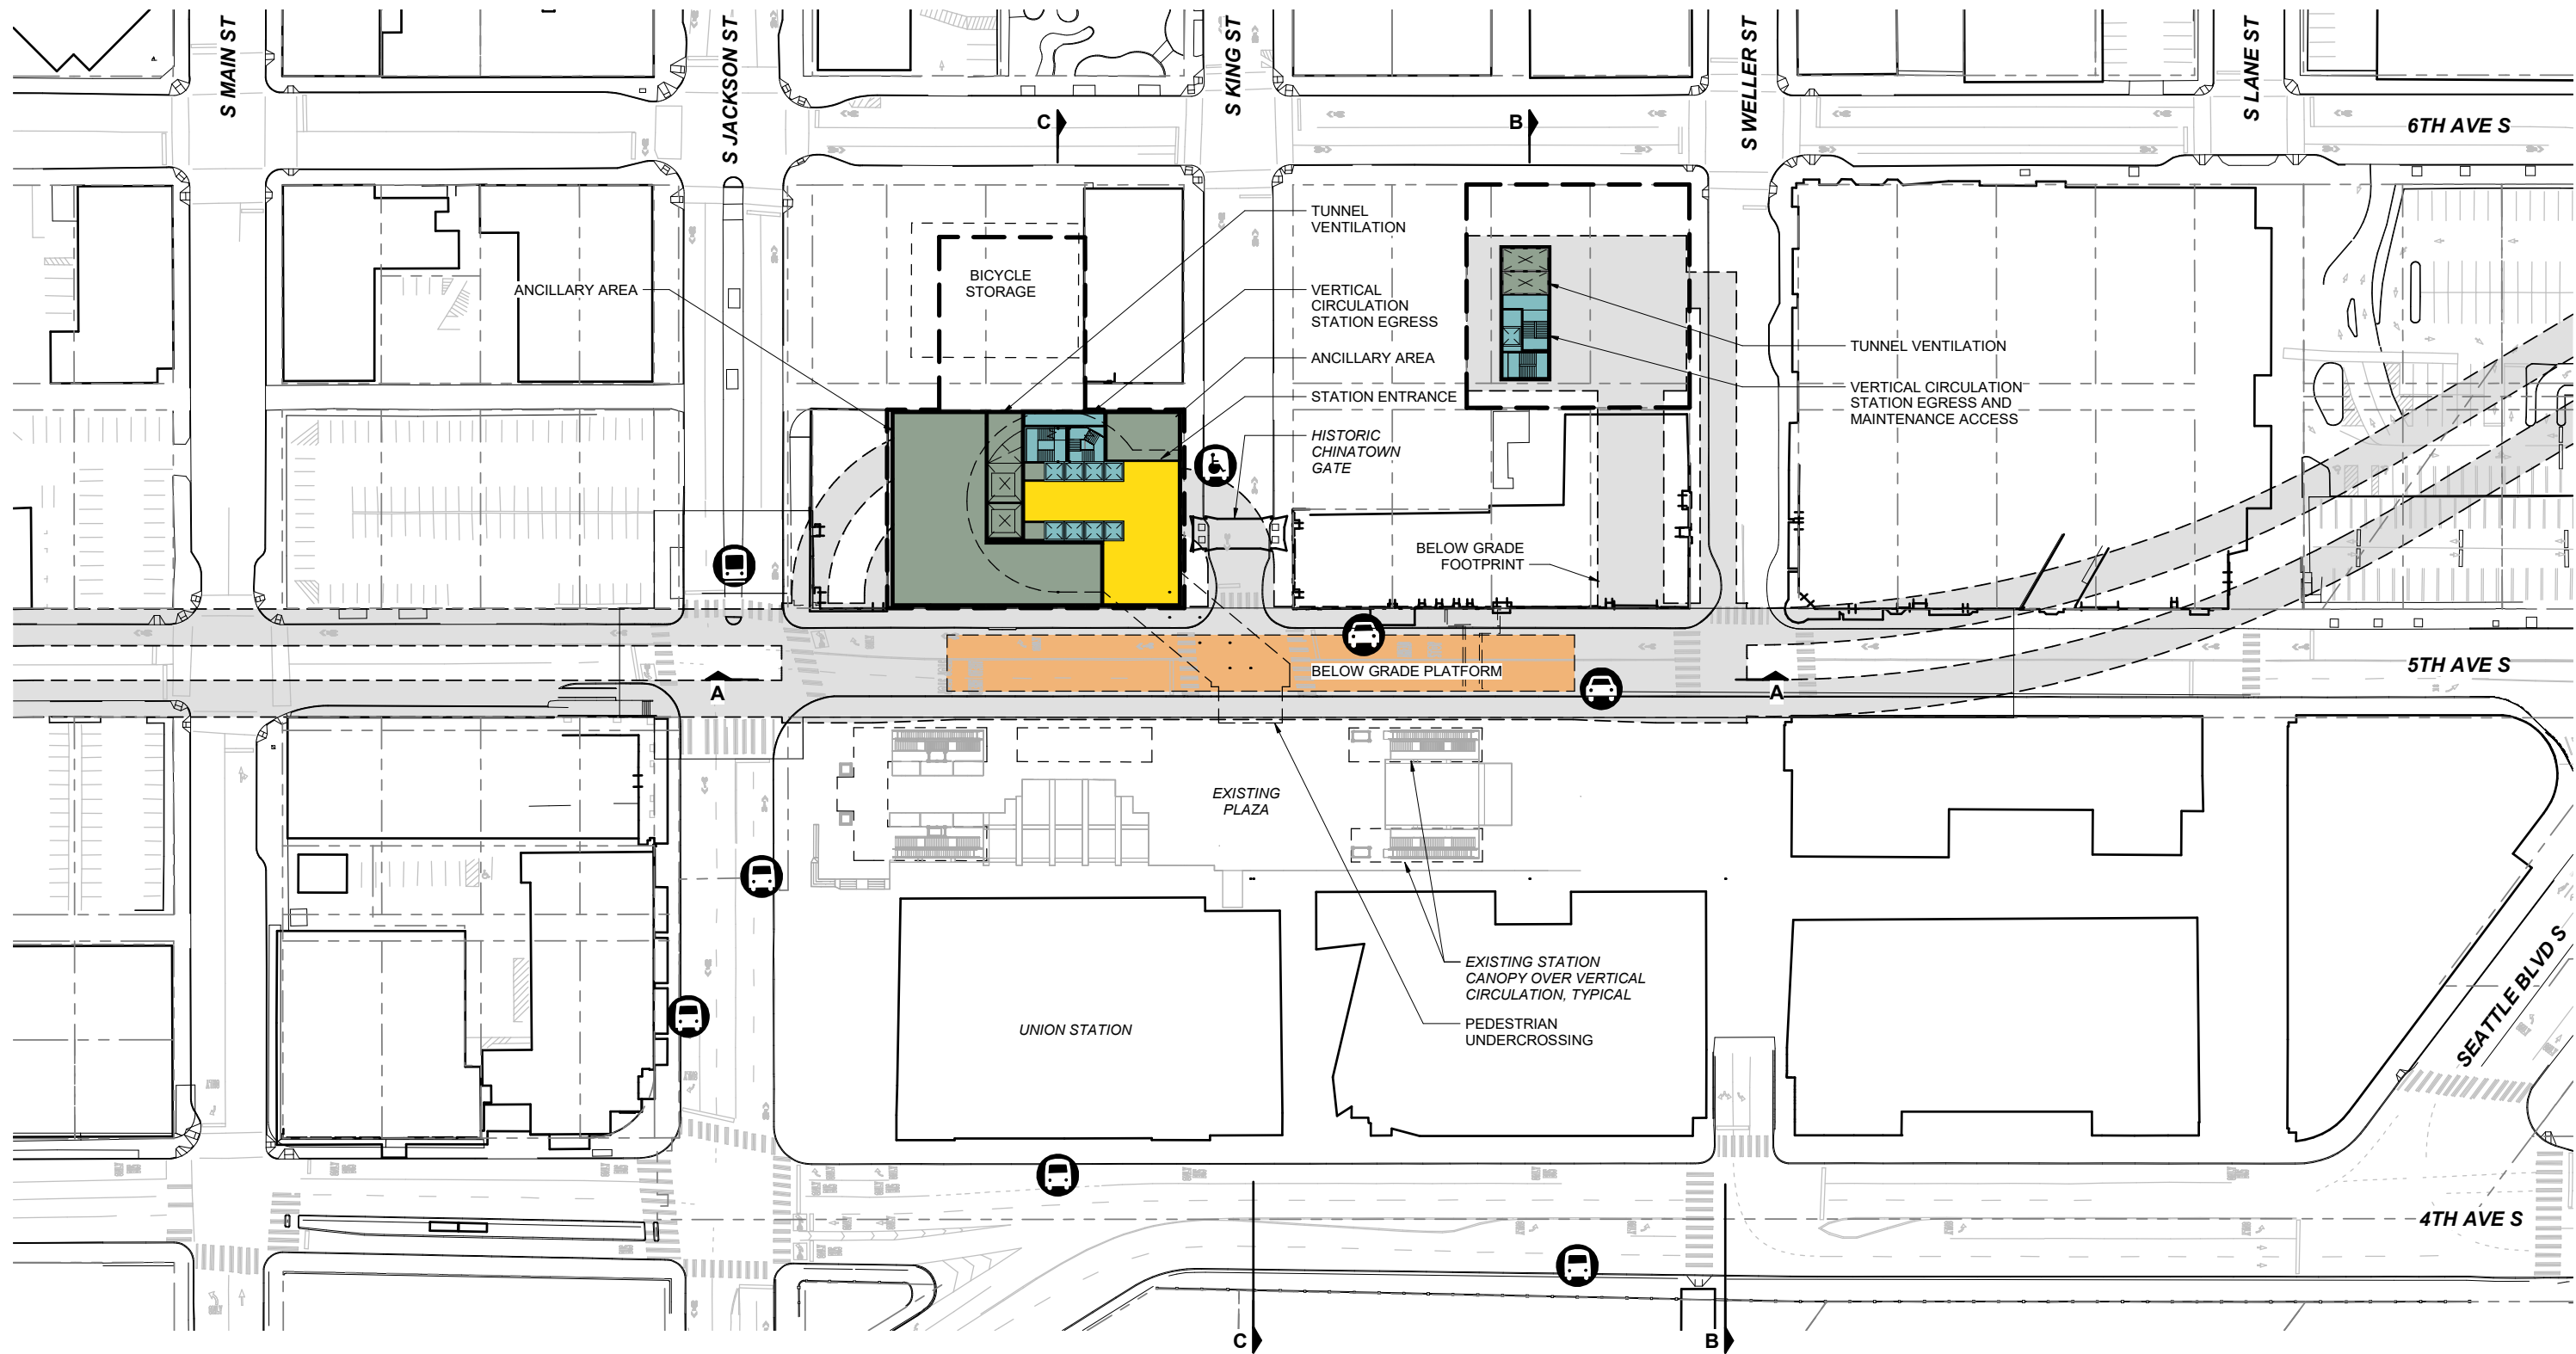 S MAIN ST
S JACKSON ST
S KING ST
S WELLER ST
S LANE ST
C
B
6TH AVE S
TUNNEL
VENTILATION
BICYCLE
STORAGE
ANCILLARY AREA
VERTICAL
CIRCULATION
STATION EGRESS
ANCILLARY AREA
STATION ENTRANCE
HISTORIC
CHINATOWN
GATE
TUNNEL VENTILATION
VERTICAL CIRCULATION
STATION EGRESS AND
MAINTENANCE ACCESS
BELOW GRADE
FOOTPRINT
BELOW GRADE PLATFORM
5TH AVE S
A
A
EXISTING
PLAZA
EXISTING STATION
CANOPY OVER VERTICAL
CIRCULATION, TYPICAL
PEDESTRIAN
UNDERCROSSING
UNION STATION
SEATTLE BLVD S
4TH AVE S
C
B